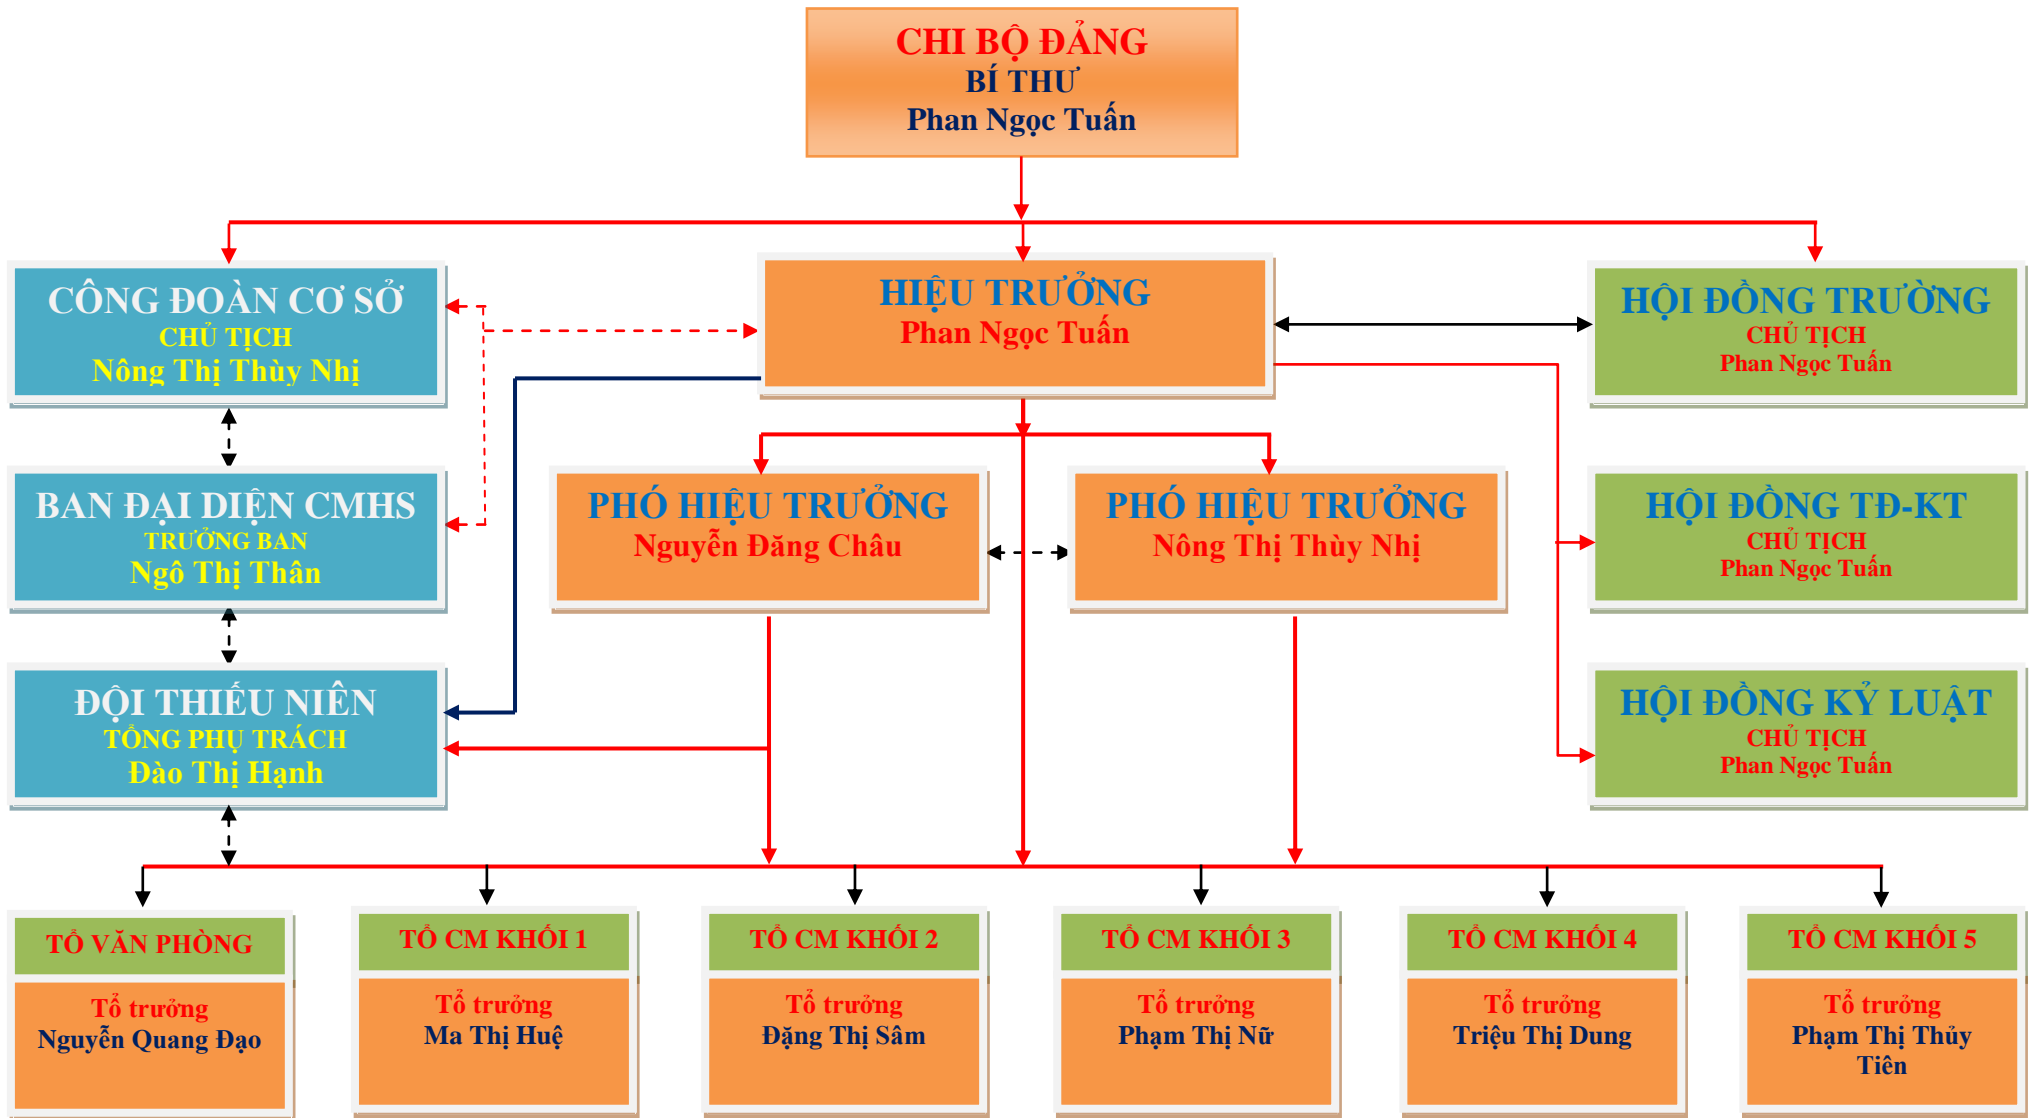 CHI BỘ ĐẢNG
BÍ THƯ
Phan Ngọc Tuấn
CÔNG ĐOÀN CƠ SỞ
CHỦ TỊCH
Nông Thị Thùy Nhị
HIỆU TRƯỞNG
Phan Ngọc Tuấn
HỘI ĐỒNG TRƯỜNG
CHỦ TỊCH
Phan Ngọc Tuấn
BAN ĐẠI DIỆN CMHS
TRƯỞNG BAN
Ngô Thị Thân
PHÓ HIỆU TRƯỞNG
Nguyễn Đăng Châu
PHÓ HIỆU TRƯỞNG
Nông Thị Thùy Nhị
HỘI ĐỒNG TĐ-KT
CHỦ TỊCH
Phan Ngọc Tuấn
ĐỘI THIẾU NIÊN
TỔNG PHỤ TRÁCH
Đào Thị Hạnh
HỘI ĐỒNG KỶ LUẬT
CHỦ TỊCH
Phan Ngọc Tuấn
TỔ VĂN PHÒNG
Tổ trưởng
Nguyễn Quang Đạo
TỔ CM KHỐI 1
Tổ trưởng
Ma Thị Huệ
TỔ CM KHỐI 2
Tổ trưởng
Đặng Thị Sâm
TỔ CM KHỐI 3
Tổ trưởng
Phạm Thị Nữ
TỔ CM KHỐI 4
Tổ trưởng
Triệu Thị Dung
TỔ CM KHỐI 5
Tổ trưởng
Phạm Thị Thủy
Tiên